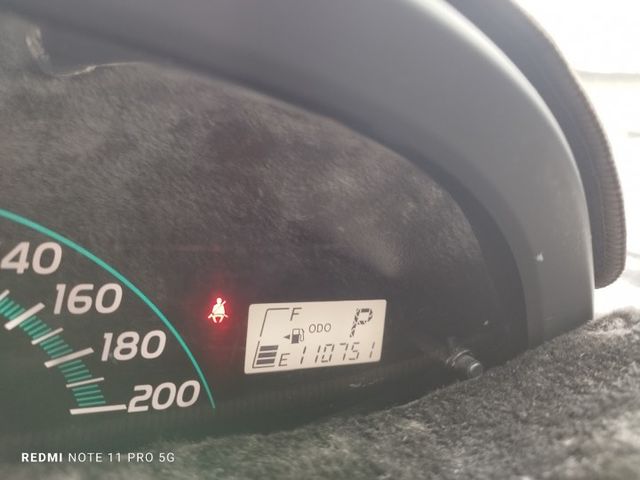 40
160
180
200
F
ODO P
E 110751
REDMI NOTE 11 PRO 5G